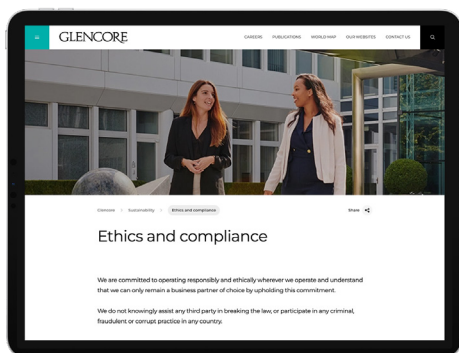 GLENCORE
CAREERS PUBLICATIONS WORLD MAP OUR WEBSITES CONTACT US
Glencore Sustainability Ethics and compliance
Share
Ethics and compliance
We are committed to operating responsibly and ethically wherever we operate and understand
that we can only remain a business partner of choice by upholding this commitment.
We do not knowingly assist any third party in breaking the law, or participate in any criminal,
fraudulent or corrupt practice in any country.